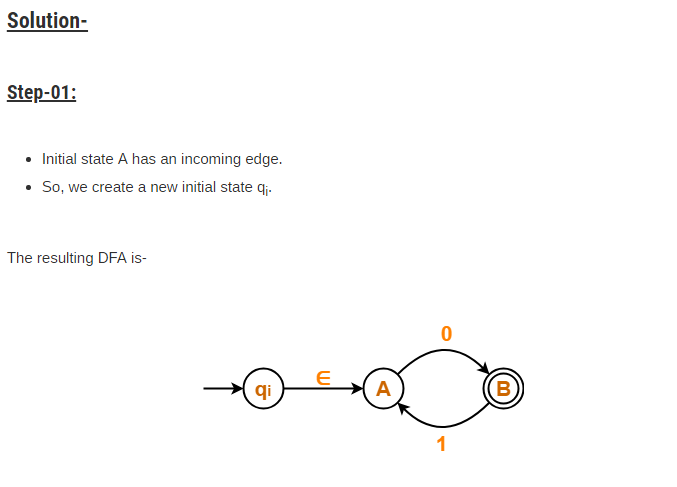 Solution-
Step-01:
• Initial state A has an incoming edge.
• So, we create a new initial state qi.
The resulting DFA is-
0
qi ∈ A B
1